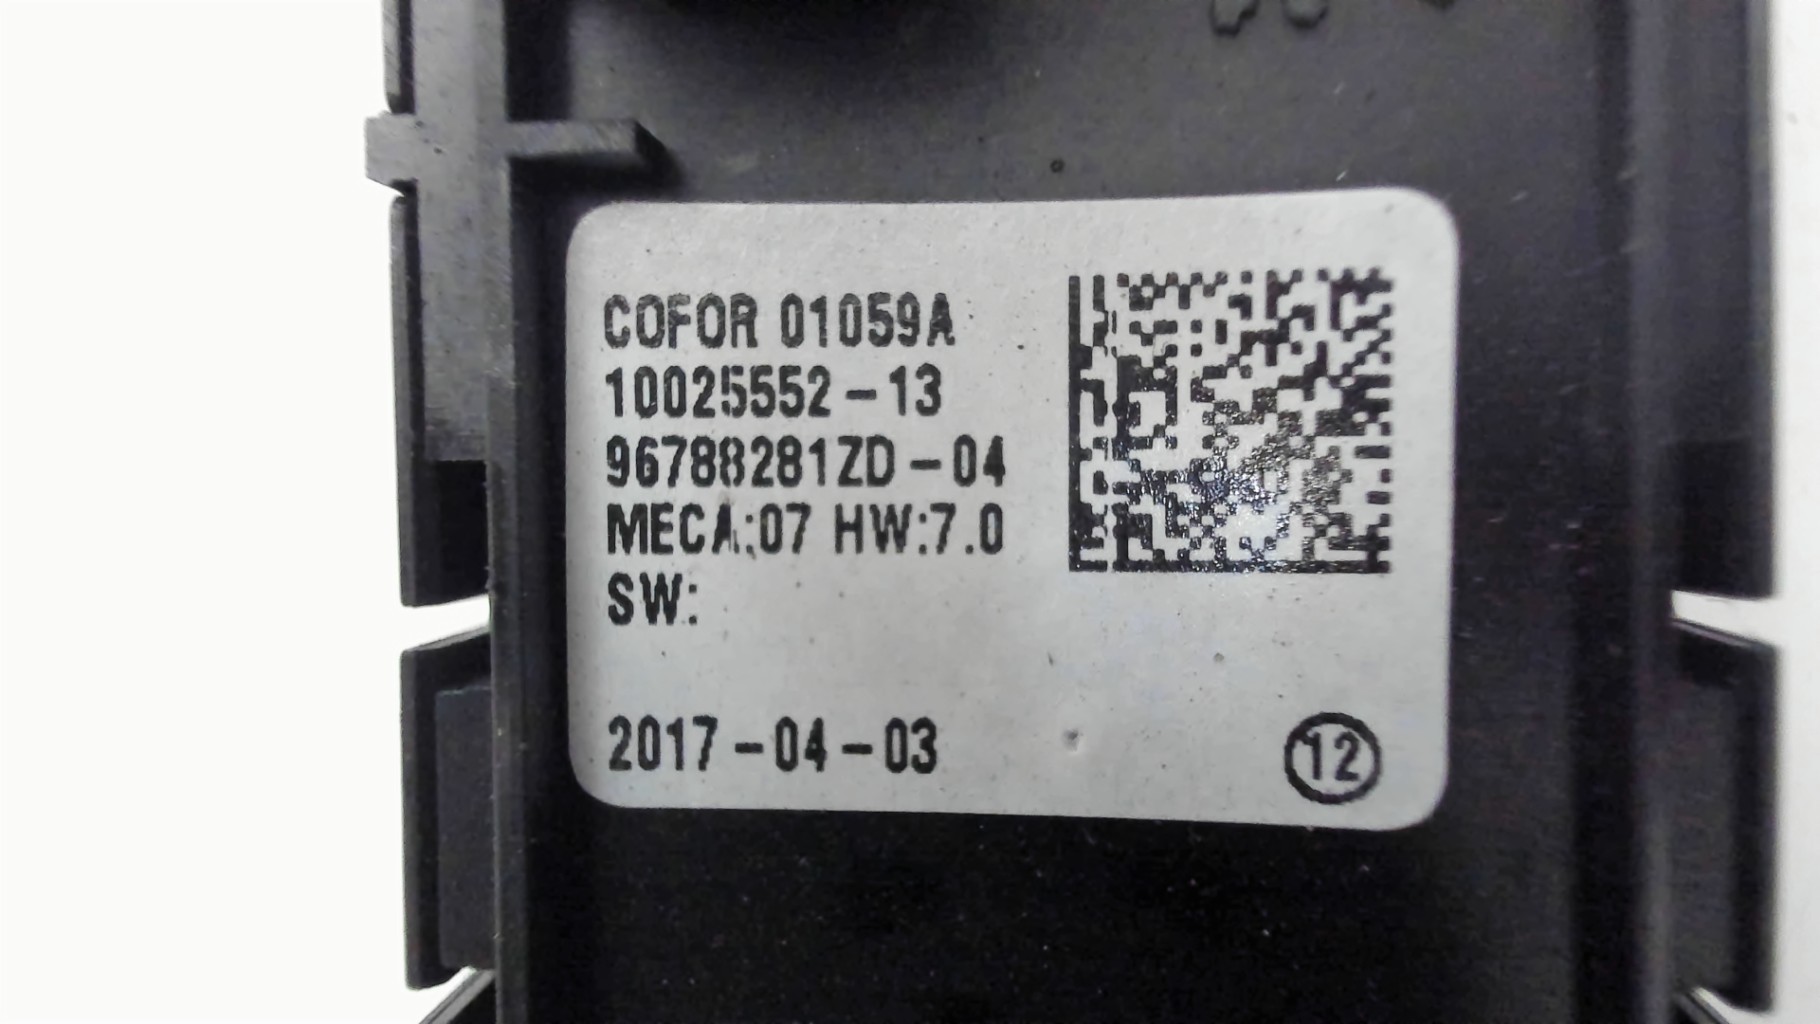 COFOR 01059A
10025552-13
96788281ZD-04
MECA:07 HW:7.0
SW:
2017-04-03
12